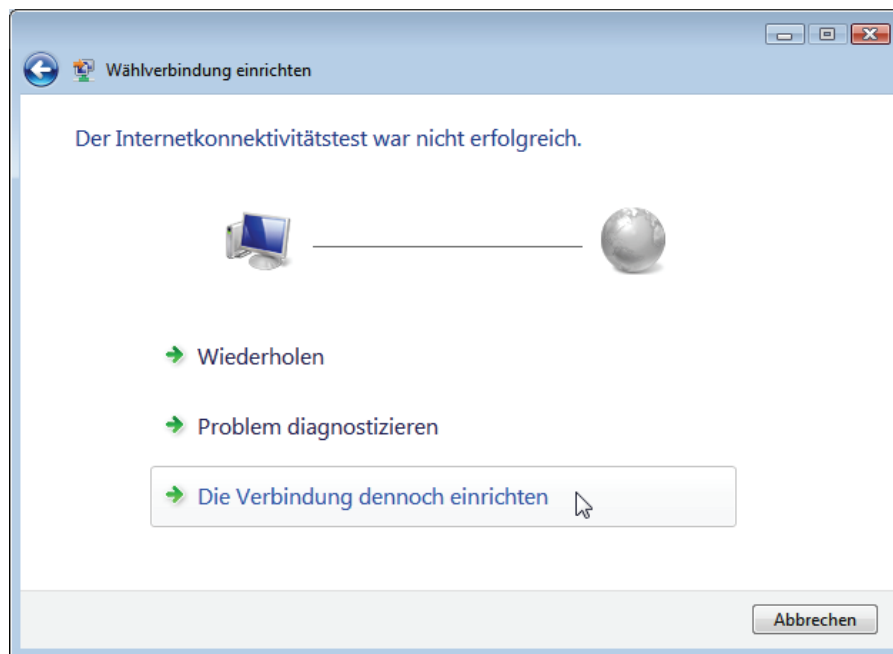 Wählverbindung einrichten
Der Internetkonnektivitätstest war nicht erfolgreich.
Wiederholen
Problem diagnostizieren
Die Verbindung dennoch einrichten
Abbrechen